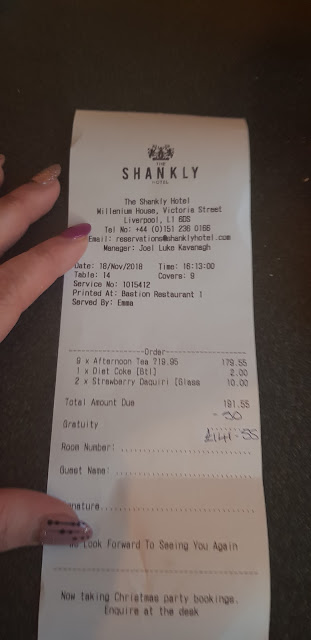 THE
SHANKLY
HOTEL
The Shankly Hotel
Millenium House, Victoria Street
Liverpool, L1 6DS
Tel No: +44 (0)151 236 0166
Email: reservations@shanklyhotel.com
Manager: Joel Luke Kavanagh
Date: 18/Nov/2018 Time: 16:13:00
Table: 14 Covers: 9
Service No: 1015412
Printed At: Bastion Restaurant 1
Served By: Emma
Order
9 x Afternoon Tea ?19.95 179.55
1 x Diet Coke [Btl] 2.00
2 x Strawberry Daquiri [Glass 10.00
Total Amount Due 191.55
- 50
Gratuity £141-55
Room Number:
Guest Name:
Look Forward To Seeing You Again
Now taking Christmas party bookings.
Enquire at the desk